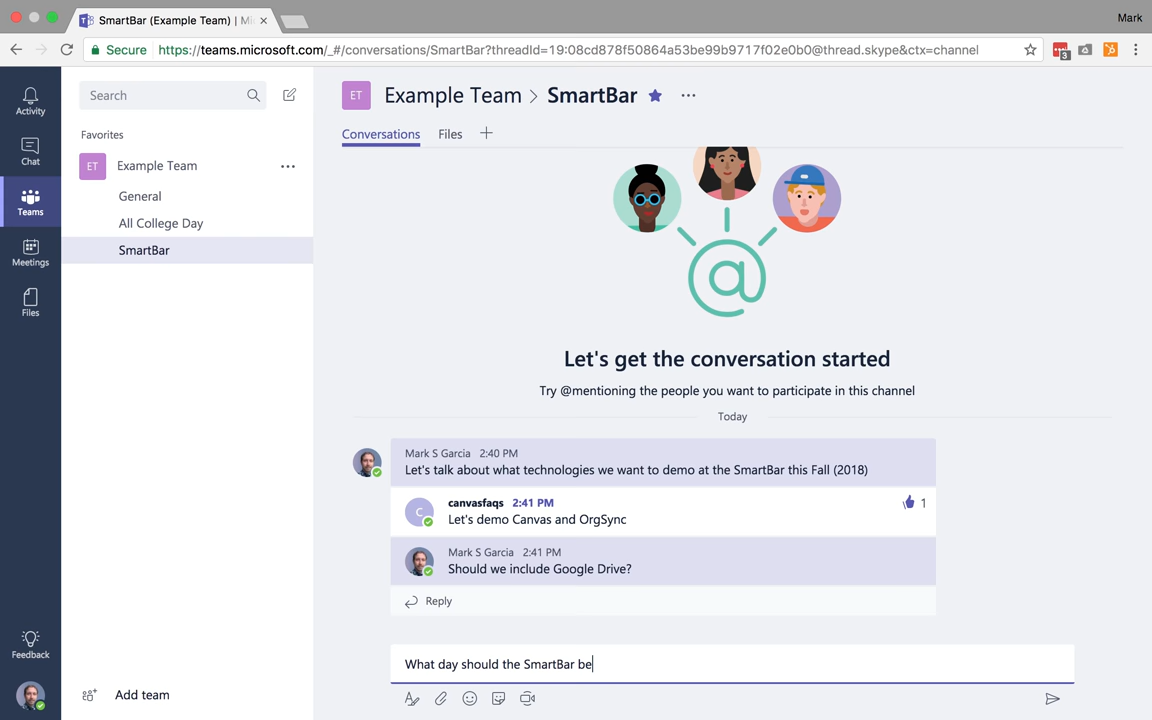 SmartBar (Example Team) | Mi
Mark
Secure
https://teams.microsoft.com/_#/conversations/SmartBar?threadId=19:08cd878f50864a53be99b9717f02e0b0@thread.skype&ctx=channel
3
Activity
Chat
Teams
Meetings
Files
Feedback
Search
Favorites
ET Example Team
General
All College Day
SmartBar
Add team
ET Example Team > SmartBar
Conversations Files
Let's get the conversation started
Try @mentioning the people you want to participate in this channel
Today
Mark S Garcia 2:40 PM
Let's talk about what technologies we want to demo at the SmartBar this Fall (2018)
C
canvasfaqs 2:41 PM
1
Let's demo Canvas and OrgSync
Mark S Garcia 2:41 PM
Should we include Google Drive?
Reply
What day should the SmartBar be